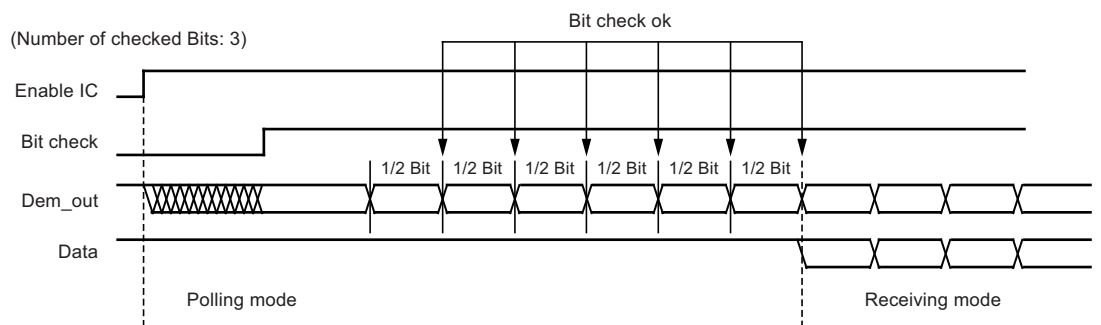 Bit check ok
(Number of checked Bits: 3)
Enable IC
Bit check
1/2 Bit 1/2 Bit 1/2 Bit 1/2 Bit 1/2 Bit 1/2 Bit
Dem_out
Data
Polling mode Receiving mode